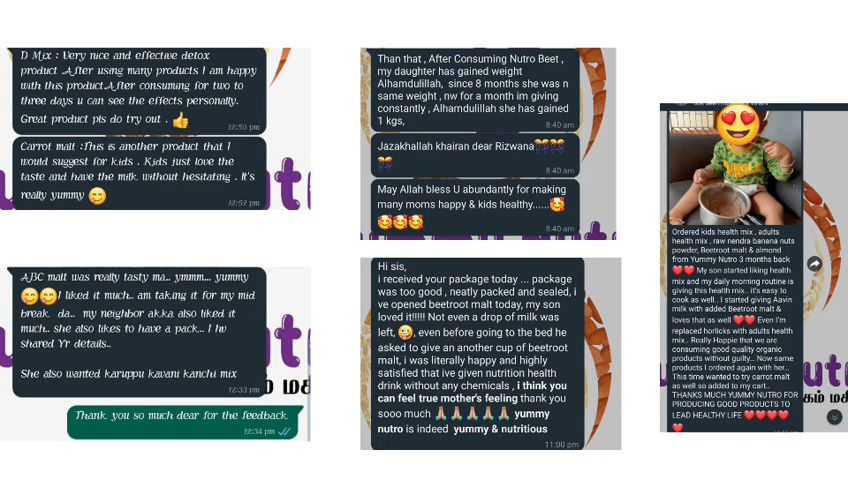 D Mix : Very nice and effective detox
product .After using many products I am happy
with this product.After consuming for two to
three days u can see the effects personally.
Great product pls do try out . 👍
12:50 pm
Carrot malt :This is another product that I
would suggest for kids . Kids just love the
taste and have the milk without hesitating . It's
really yummy 😋
12:52 pm
ABC malt was really tasty ma... ymmm... yummy
😋😋I liked it much.. am taking it for my mid
break. da.. my neighbor akka also liked it
much.. she also likes to have a pack... I hv
shared Yr details..
She also wanted karuppu kavani kanchi mix
12:33 pm
Thank you so much dear for the feedback.
12:34 pm
Than that , After Consuming Nutro Beet ,
my daughter has gained weight
Alhamdulillah, since 8 months she was n
same weight , nw for a month im giving
constantly , Alhamdulillah she has gained
1 kgs,
8:40 am
Jazakhallah khairan dear Rizwana
8:40 am
May Allah bless U abundantly for making
many moms happy & kids healthy......🥰
🥰🥰🥰
8:40 am
Hi sis,
i received your package today ... package
was too good , neatly packed and sealed, i
ve opened beetroot malt today, my son
loved it!!!!! Not even a drop of milk was
left, 😀, even before going to the bed he
asked to give an another cup of beetroot
malt, i was literally happy and highly
satisfied that ive given nutrition health
drink without any chemicals , i think you
can feel true mother's feeling thank you
sooo much 🙏🙏🙏🙏🙏 yummy
nutro is indeed yummy & nutritious
11:00 pm
Ordered kids health mix , adults
health mix , raw nendra banana nuts
powder, Beetroot malt & almond
from Yummy Nutro 3 months back
❤️❤️ My son started liking health
mix and my daily morning routine is
giving this health mix.. it's easy to
cook as well.. I started giving Aavin
milk with added Beetroot malt &
loves that as well ❤️❤️ Even I'm
replaced horlicks with adults health
mix.. Really Happie that we are
consuming good quality organic
products without guilty... Now same
products I ordered again with her...
This time wanted to try carrot malt
as well so added to my cart..
THANKS MUCH YUMMY NUTRO FOR
PRODUCING GOOD PRODUCTS TO
LEAD HEALTHY LIFE ❤️❤️❤️❤️
❤️